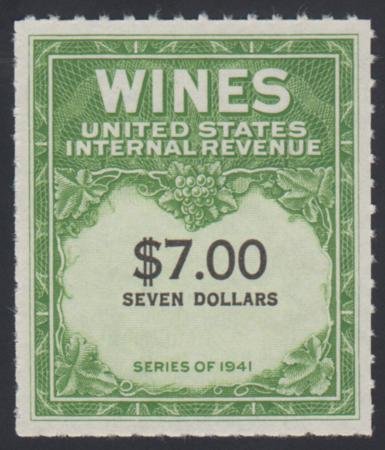 WINES
UNITED STATES
INTERNAL REVENUE
$7.00
SEVEN DOLLARS
SERIES OF 1941